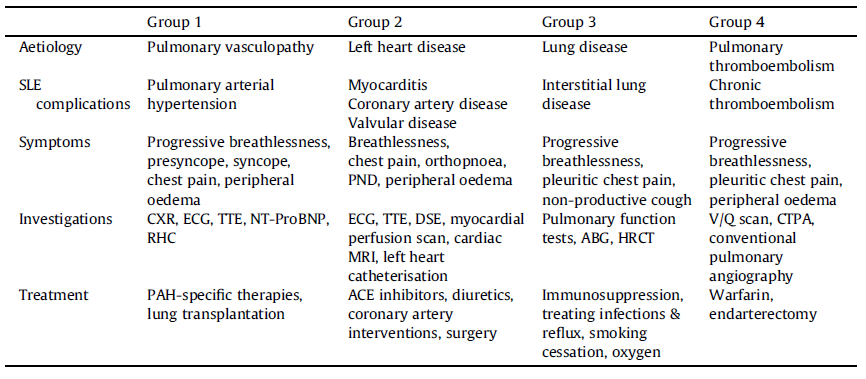 Group 1 Group 2 Group 3 Group 4
Aetiology Pulmonary vasculopathy Left heart disease Lung disease Pulmonary
thromboembolism
SLE Pulmonary arterial Myocarditis Interstitial lung Chronic
complications hypertension Coronary artery disease disease thromboembolism
Valvular disease
Symptoms Progressive breathlessness, Breathlessness, Progressive Progressive
presyncope, syncope, chest pain, orthopnoea, breathlessness, breathlessness,
chest pain, peripheral PND, peripheral oedema pleuritic chest pain, pleuritic chest pain,
oedema non-productive cough peripheral oedema
Investigations CXR, ECG, TTE, NT-ProBNP, ECG, TTE, DSE, myocardial Pulmonary function V/Q scan, CTPA,
RHC perfusion scan, cardiac tests, ABG, HRCT conventional
MRI, left heart pulmonary
catheterisation angiography
Treatment PAH-specific therapies, ACE inhibitors, diuretics, Immunosuppression, Warfarin,
lung transplantation coronary artery treating infections & endarterectomy
interventions, surgery reflux, smoking
cessation, oxygen